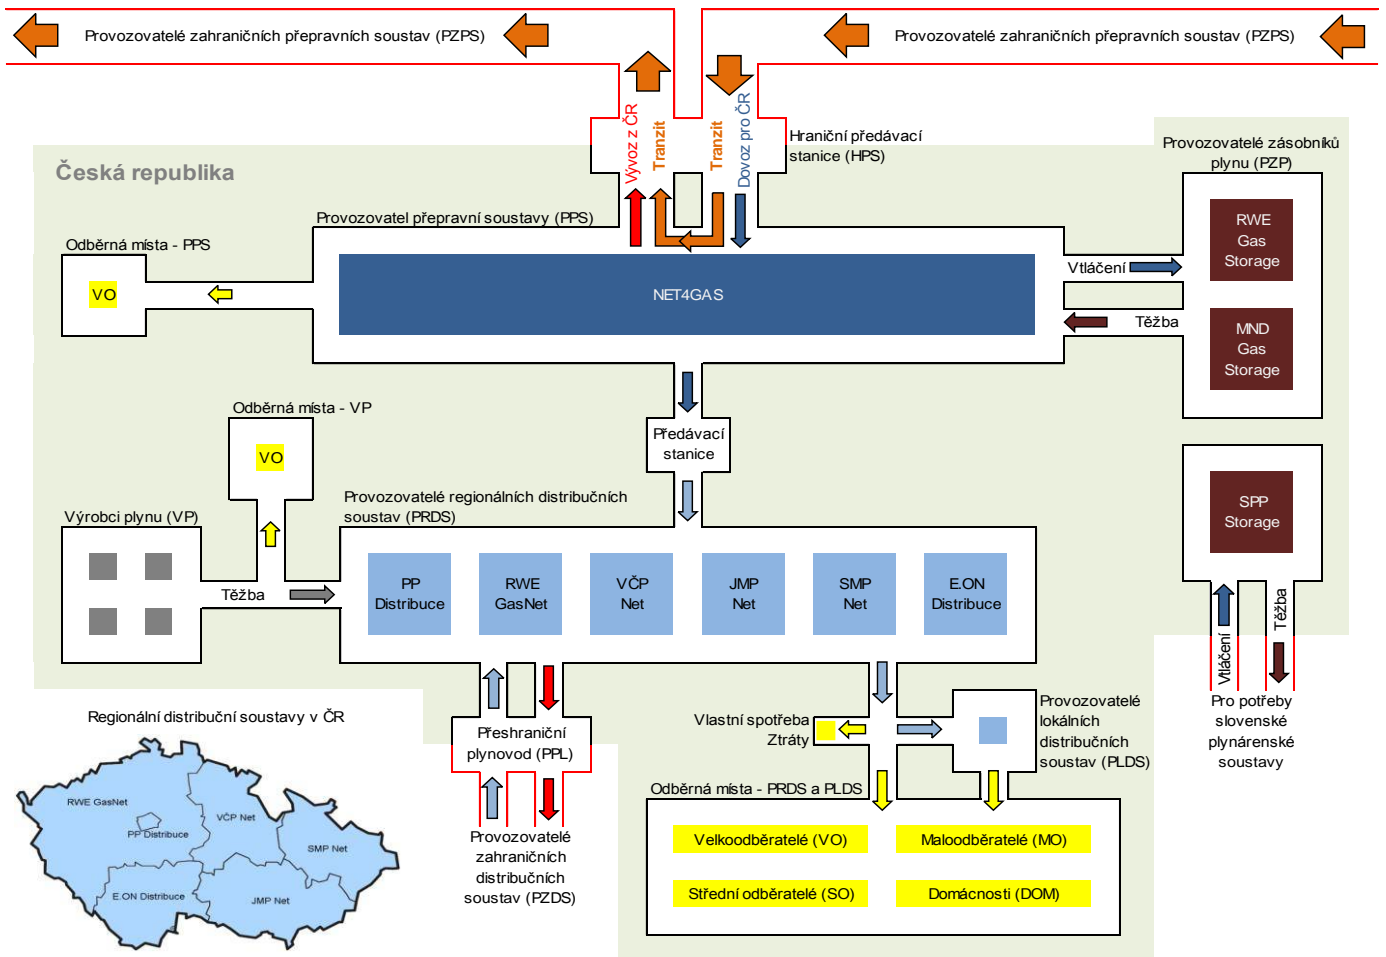 Provozovatelé zahraničních přepravních soustav (PZPS)
Provozovatelé zahraničních přepravních soustav (PZPS)
Vývoz z ČR
Tranzit
Tranzit
Dovoz pro ČR
Hraniční předávací
stanice (HPS)
Provozovatelé zásobníků
plynu (PZP)
Česká republika
Provozovatel přepravní soustavy (PPS)
Odběrná místa - PPS
VO
NET4GAS
Vtláčení
Těžba
RWE
Gas
Storage
MND
Gas
Storage
Odběrná místa - VP
VO
Předávací
stanice
Provozovatelé regionálních distribučních
soustav (PRDS)
Výrobci plynu (VP)
Těžba
PP
Distribuce
RWE
GasNet
VČP
Net
JMP
Net
SMP
Net
E.ON
Distribuce
SPP
Storage
Vtláčení
Těžba
Pro potřeby
slovenské
plynárenské
soustavy
Regionální distribuční soustavy v ČR
RWE GasNet
PP Distribuce
VČP Net
SMP Net
E.ON Distribuce
JMP Net
Přeshraniční
plynovod (PPL)
Provozovatelé
zahraničních
distribučních
soustav (PZDS)
Vlastní spotřeba
Ztráty
Provozovatelé
lokálních
distribučních
soustav (PLDS)
Odběrná místa - PRDS a PLDS
Velkoodběratelé (VO)
Maloodběratelé (MO)
Střední odběratelé (SO)
Domácnosti (DOM)